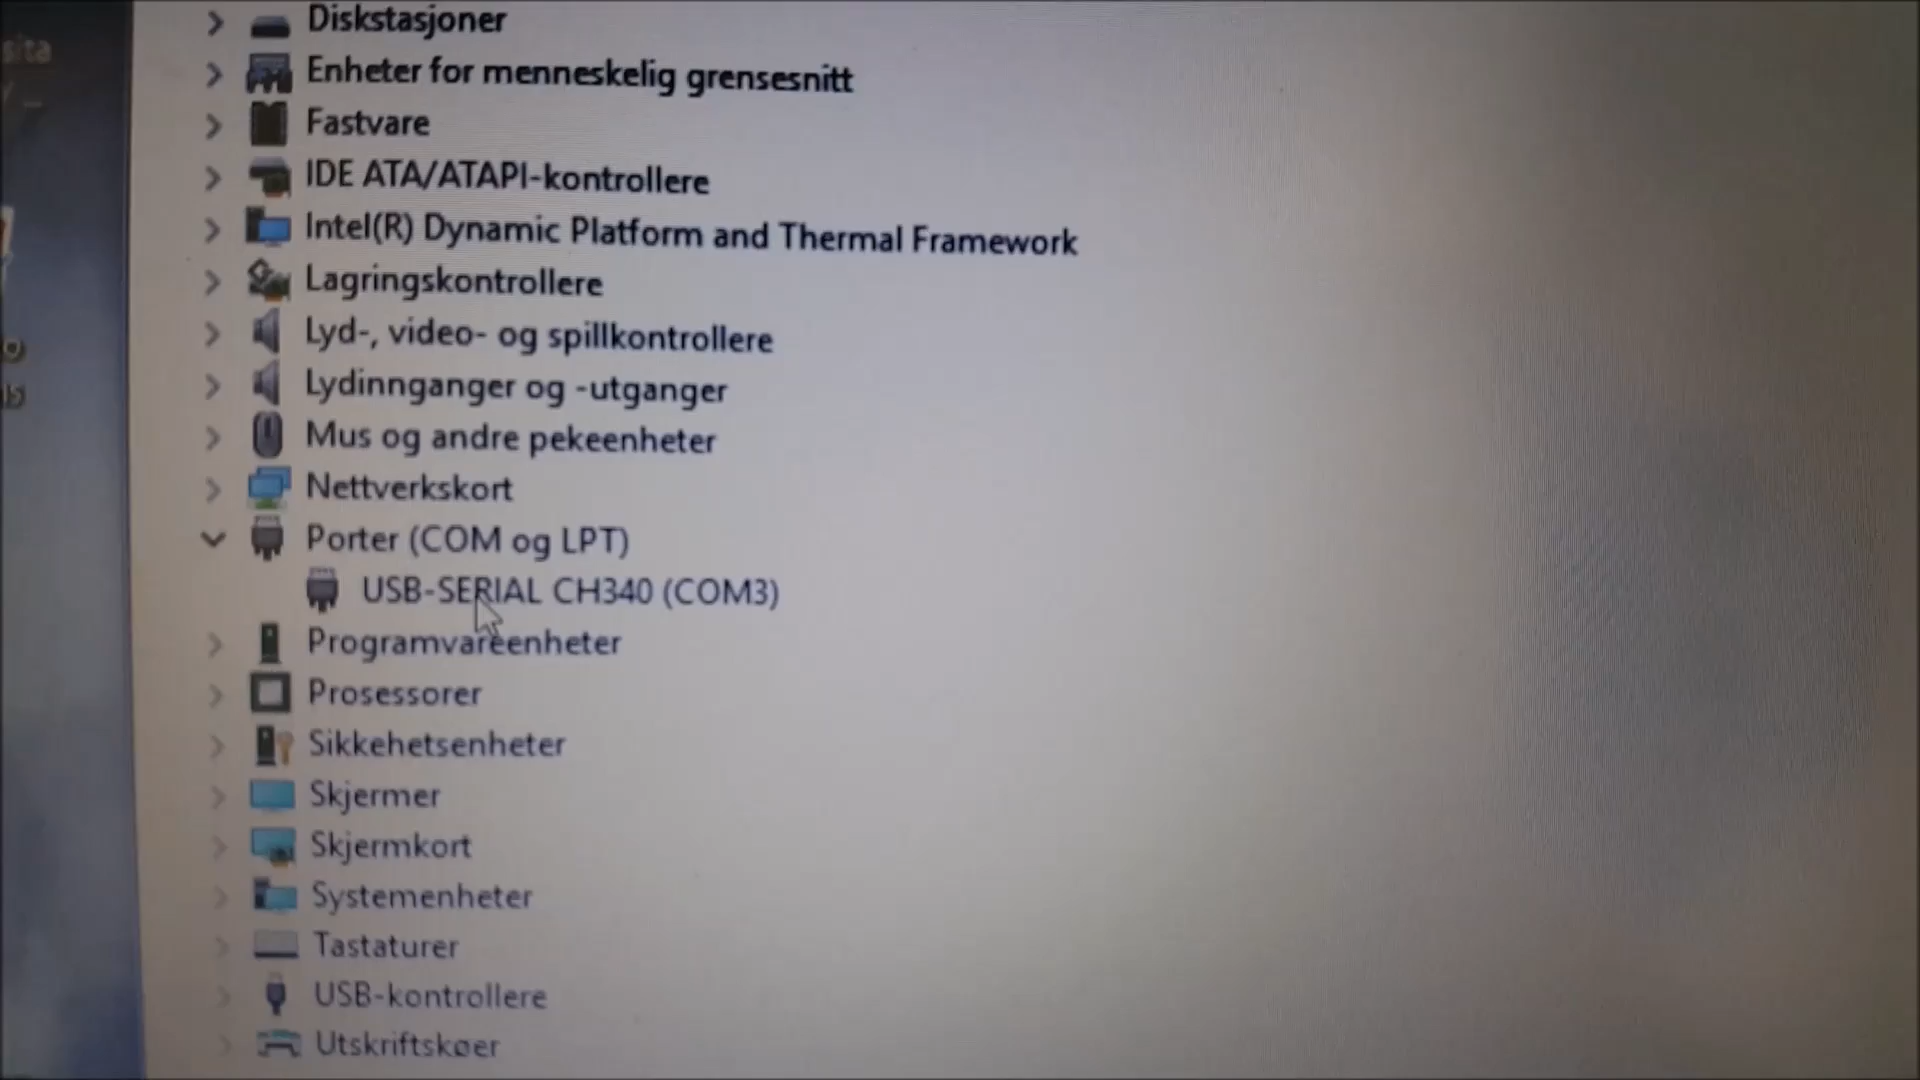 Diskstasjoner
Enheter for menneskelig grensesnitt
Fastvare
IDE ATA/ATAPI-kontrollere
Intel(R) Dynamic Platform and Thermal Framework
Lagringskontrollere
Lyd-, video- og spillkontrollere
Lydinnganger og -utganger
Mus og andre pekeenheter
Nettverkskort
Porter (COM og LPT)
USB-SERIAL CH340 (COM3)
Programvareenheter
Prosessorer
Sikkehetsenheter
Skjermer
Skjermkort
Systemenheter
Tastaturer
USB-kontrollere
Utskriftskøer